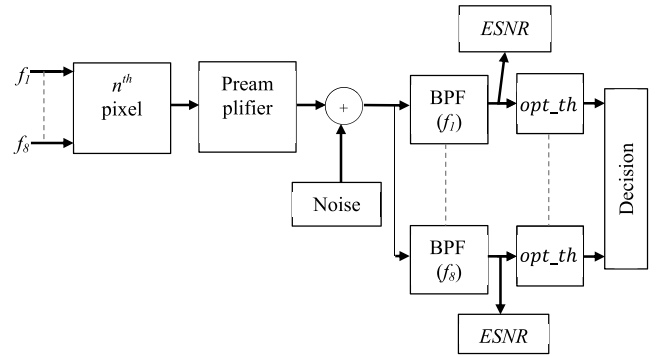 ESNR
f1
f8
nth
pixel
Pream
plifier
+
BPF
(f1)
opt_th
Noise
BPF
(f8)
opt_th
Decision
ESNR